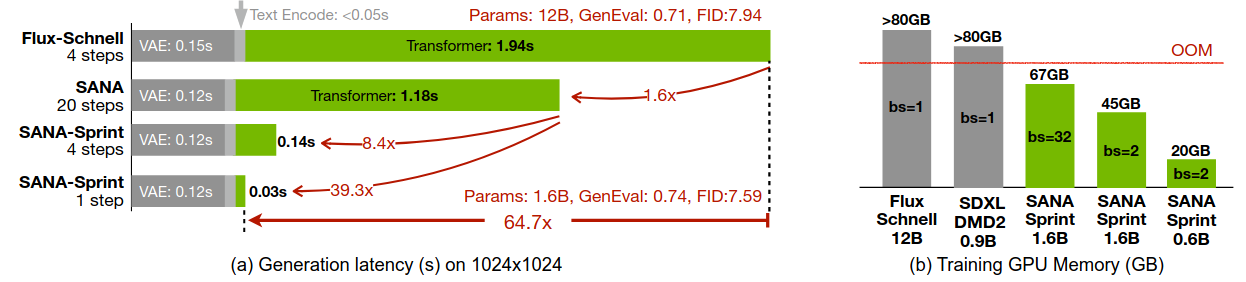 Text Encode: <0.05s
Params: 12B, GenEval: 0.71, FID:7.94
Flux-Schnell
4 steps
VAE: 0.15s
Transformer: 1.94s
SANA
20 steps
VAE: 0.12s
Transformer: 1.18s
1.6x
SANA-Sprint
4 steps
VAE: 0.12s
0.14s
8.4x
SANA-Sprint
1 step
VAE: 0.12s
0.03s
39.3x
Params: 1.6B, GenEval: 0.74, FID:7.59
64.7x
(a) Generation latency (s) on 1024x1024
>80GB
>80GB
OOM
67GB
45GB
20GB
bs=1
bs=1
bs=32
bs=2
bs=2
Flux
Schnell
12B
SDXL
DMD2
0.9B
SANA
Sprint
1.6B
SANA
Sprint
1.6B
SANA
Sprint
0.6B
(b) Training GPU Memory (GB)